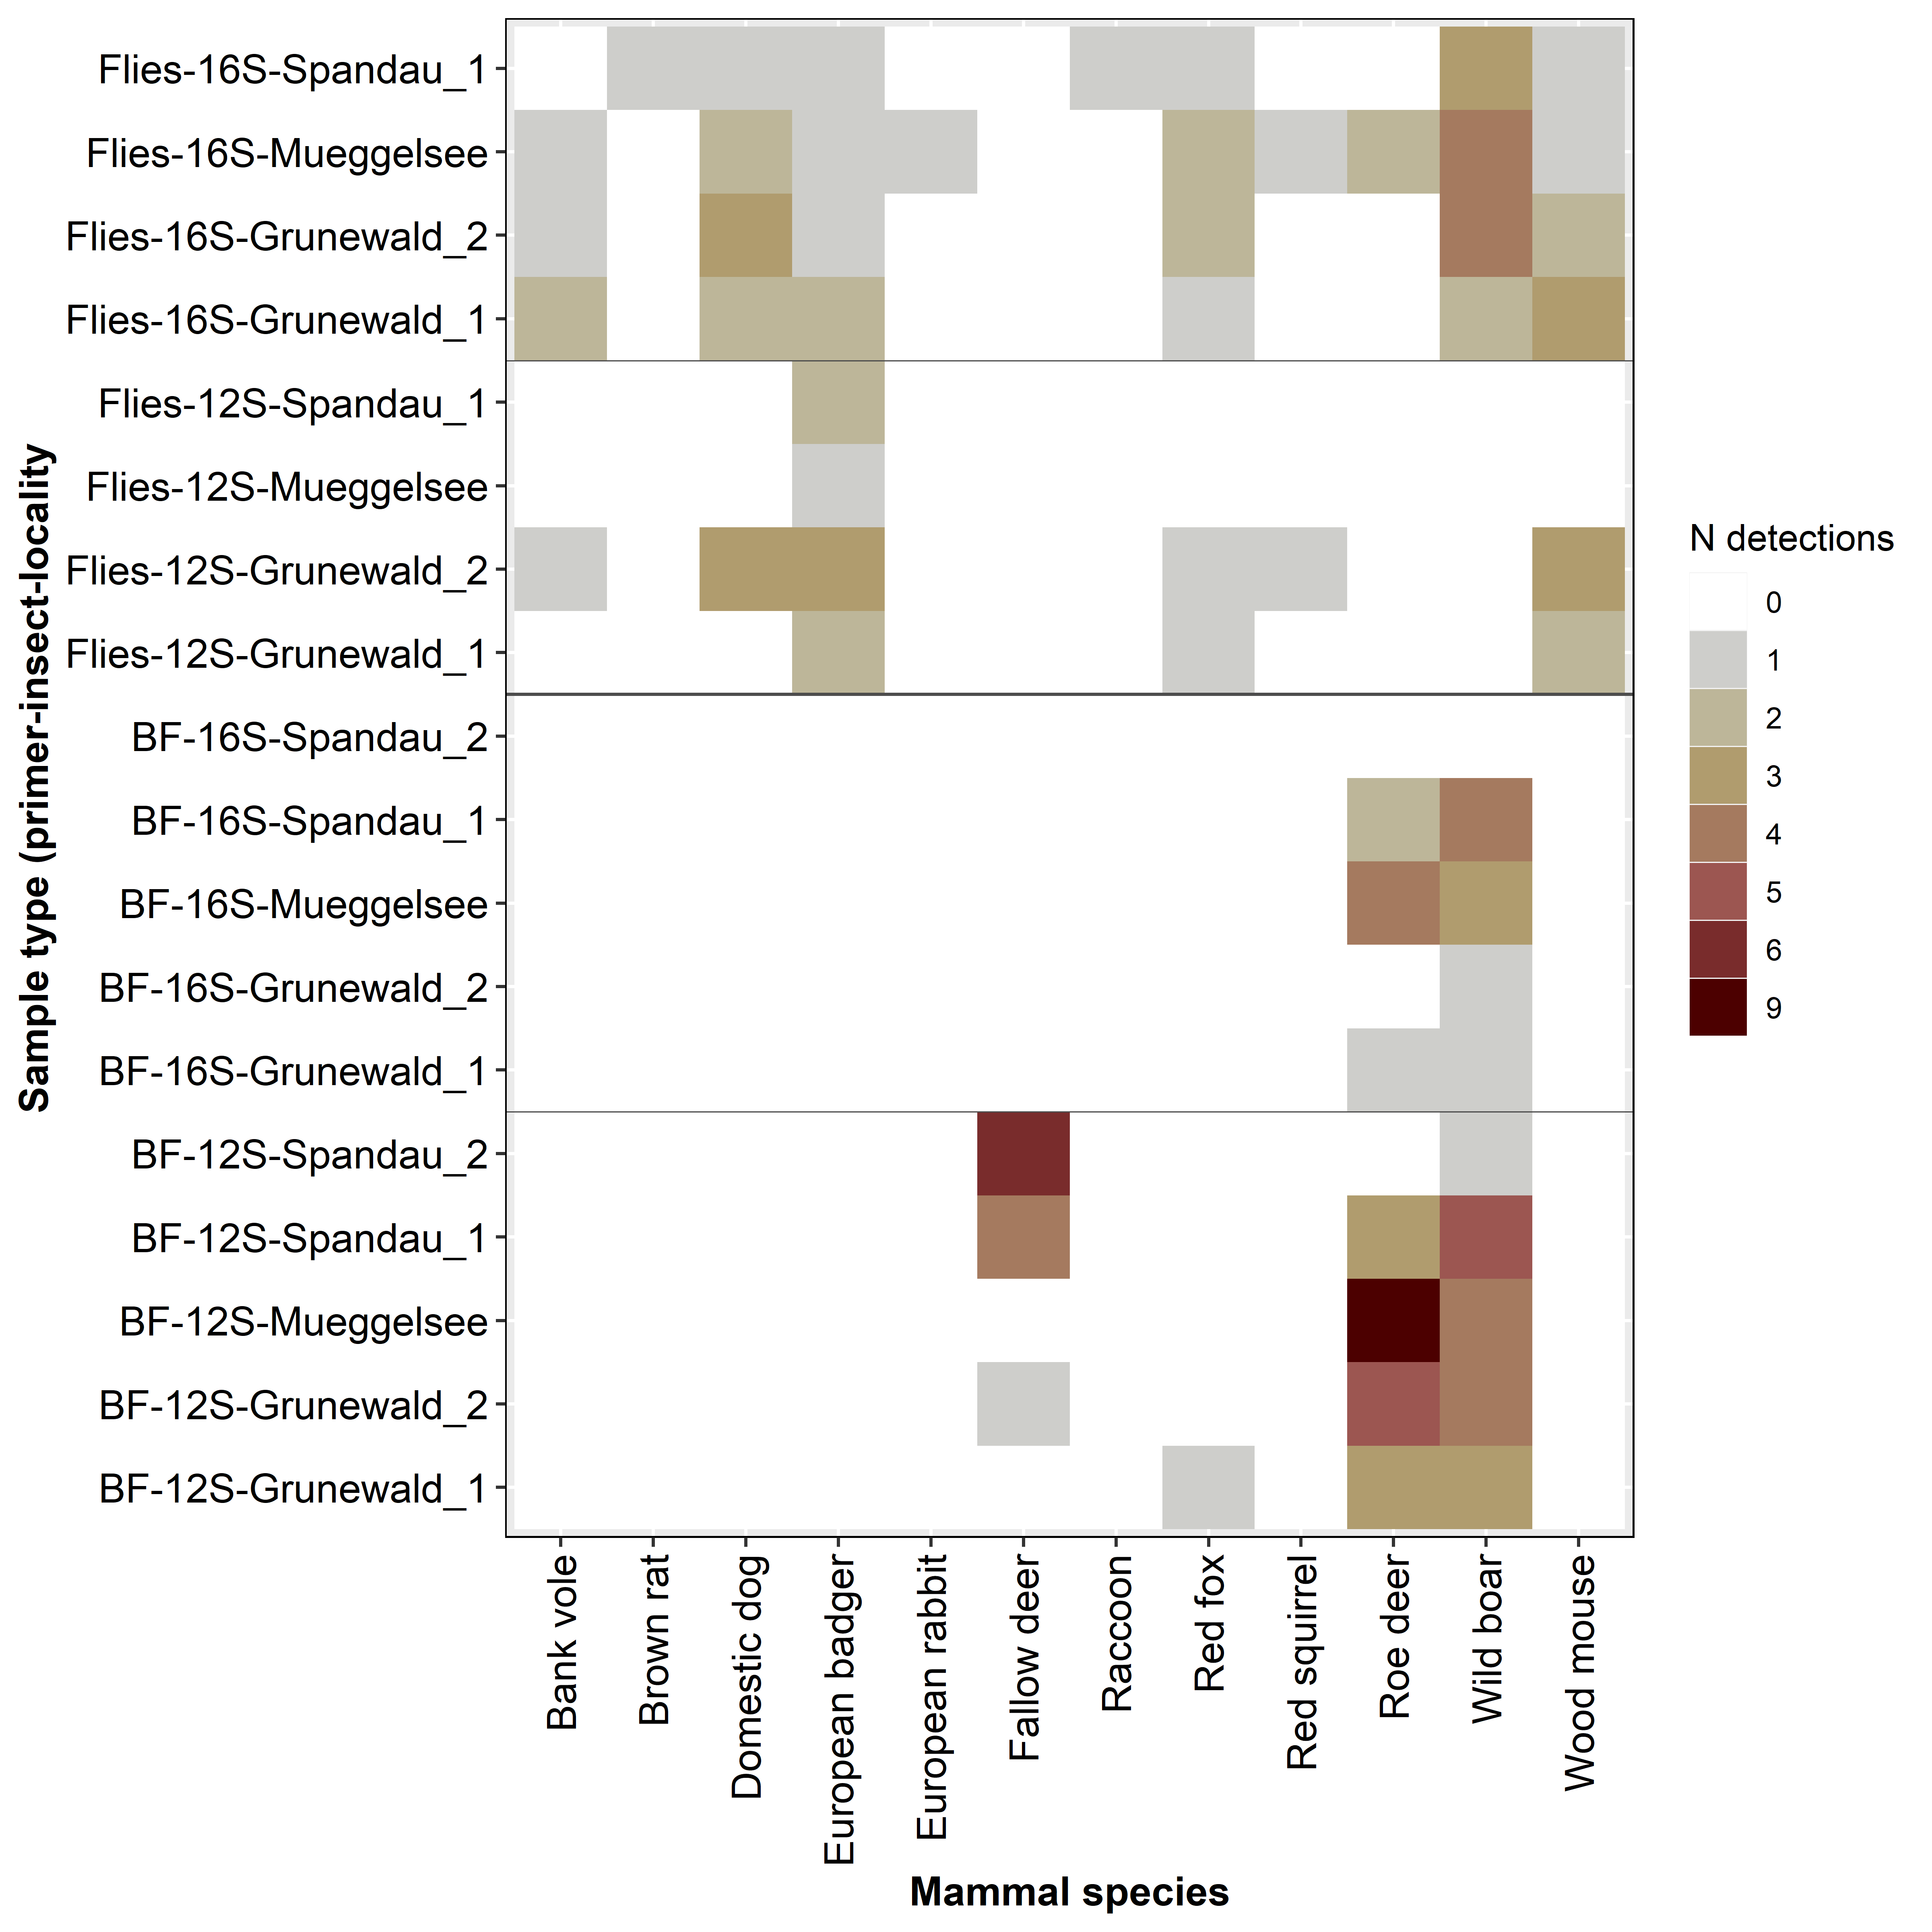 Flies-16S-Spandau_1
Flies-16S-Mueggelsee
Flies-16S-Grunewald_2
Flies-16S-Grunewald_1
Flies-12S-Spandau_1
Flies-12S-Mueggelsee
Flies-12S-Grunewald_2
Flies-12S-Grunewald_1
BF-16S-Spandau_2
BF-16S-Spandau_1
BF-16S-Mueggelsee
BF-16S-Grunewald_2
BF-16S-Grunewald_1
BF-12S-Spandau_2
BF-12S-Spandau_1
BF-12S-Mueggelsee
BF-12S-Grunewald_2
BF-12S-Grunewald_1
Sample type (primer-insect-locality
Bank vole
Brown rat
Domestic dog
European badger
European rabbit
Fallow deer
Raccoon
Red fox
Red squirrel
Roe deer
Wild boar
Wood mouse
Mammal species
N detections
0
1
2
3
4
5
6
9